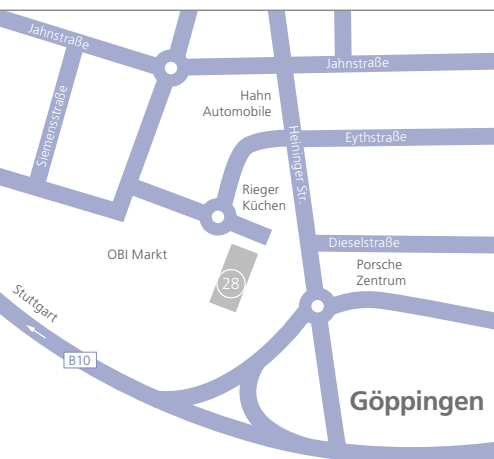 Jahnstraße
Jahnstraße
Hahn
Automobile
Siemensstraße
Heininger Str.
Eythstraße
Rieger
Küchen
Dieselstraße
OBI Markt
Porsche
Zentrum
28
Stuttgart
B10
Göppingen